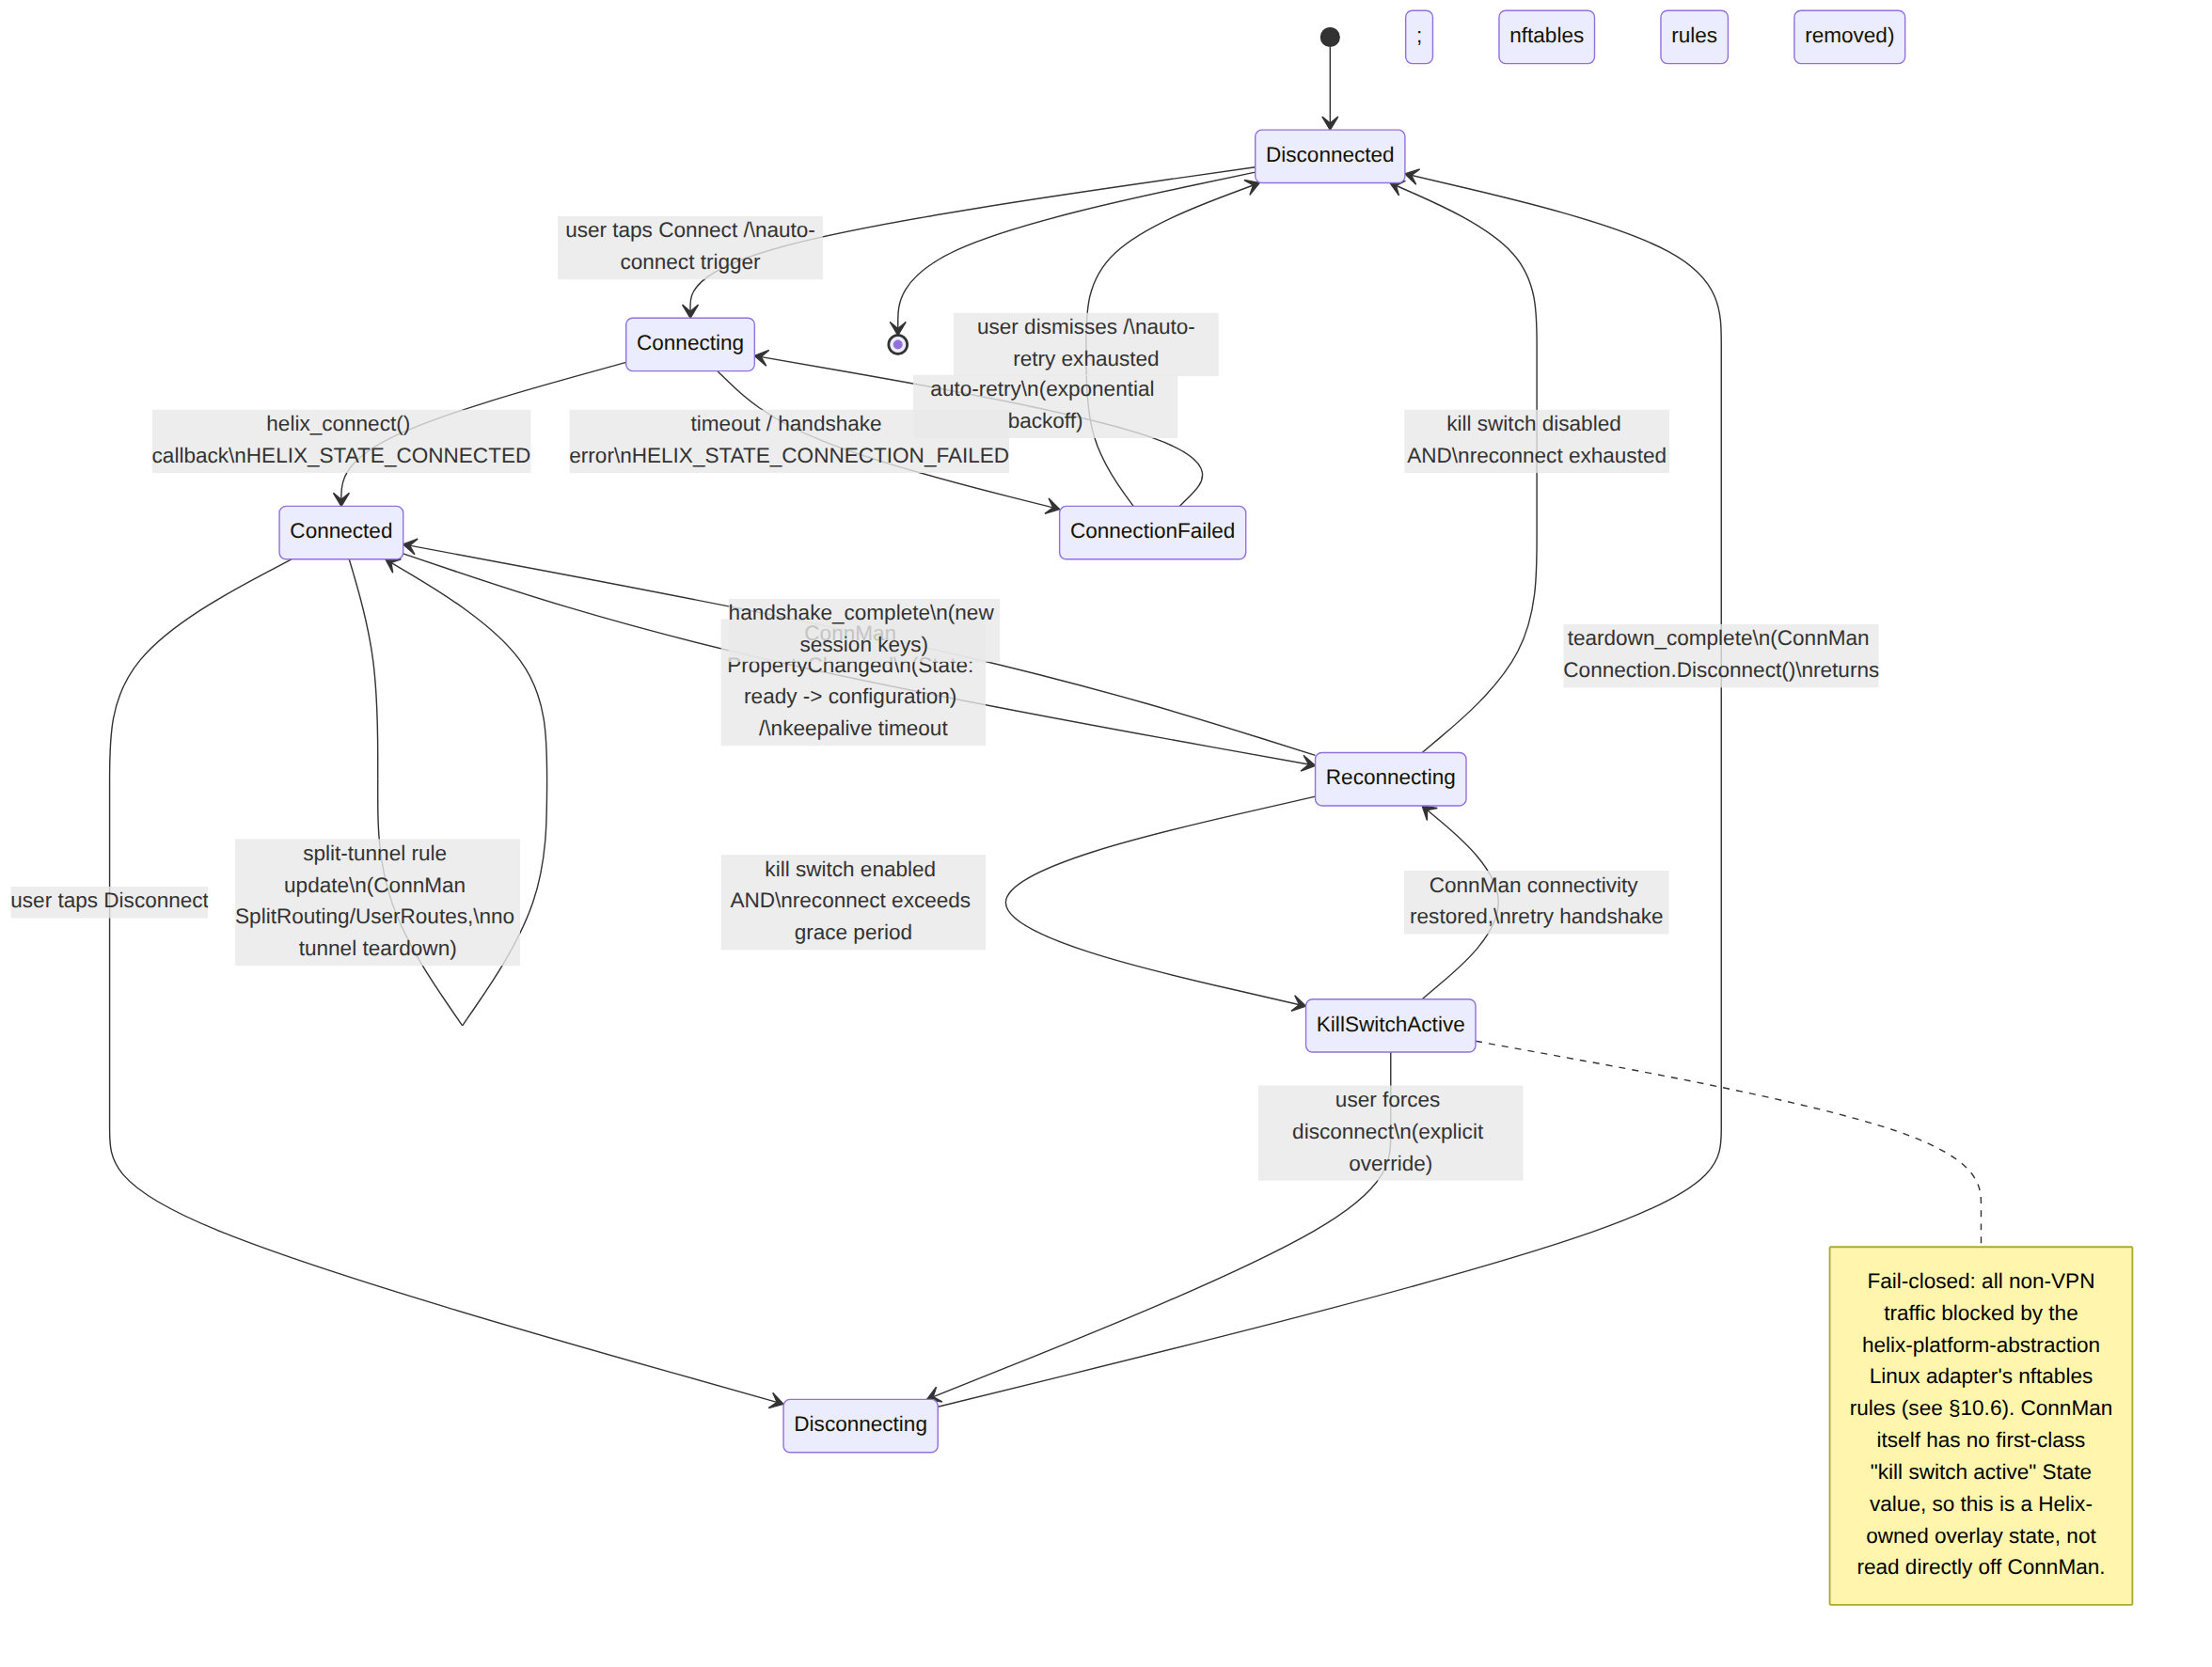 ;
nftables
rules
removed)
Disconnected
user taps Connect /\nauto-
connect trigger
user dismisses /\nauto-
retry exhausted
Connecting
auto-retry\n(exponential
backoff)
helix_connect()
callback\nHELIX_STATE_CONNECTED
timeout / handshake
error\nHELIX_STATE_CONNECTION_FAILED
kill switch disabled
AND\nreconnect exhausted
Connected
ConnectionFailed
handshake_complete\n(new
session keys)
ConnMan
PropertyChanged\n(State:
ready -> configuration)
/\nkeepalive timeout
teardown_complete\n(ConnMan
Connection.Disconnect()\nreturns
Reconnecting
user taps Disconnect
split-tunnel rule
update\n(ConnMan
SplitRouting/UserRoutes,\nno
tunnel teardown)
kill switch enabled
AND\nreconnect exceeds
grace period
ConnMan connectivity
restored,\nretry handshake
KillSwitchActive
user forces
disconnect\n(explicit
override)
Fail-closed: all non-VPN
traffic blocked by the
helix-platform-abstraction
Linux adapter's nftables
rules (see §10.6). ConnMan
itself has no first-class
"kill switch active" State
value, so this is a Helix-
owned overlay state, not
read directly off ConnMan.
Disconnecting